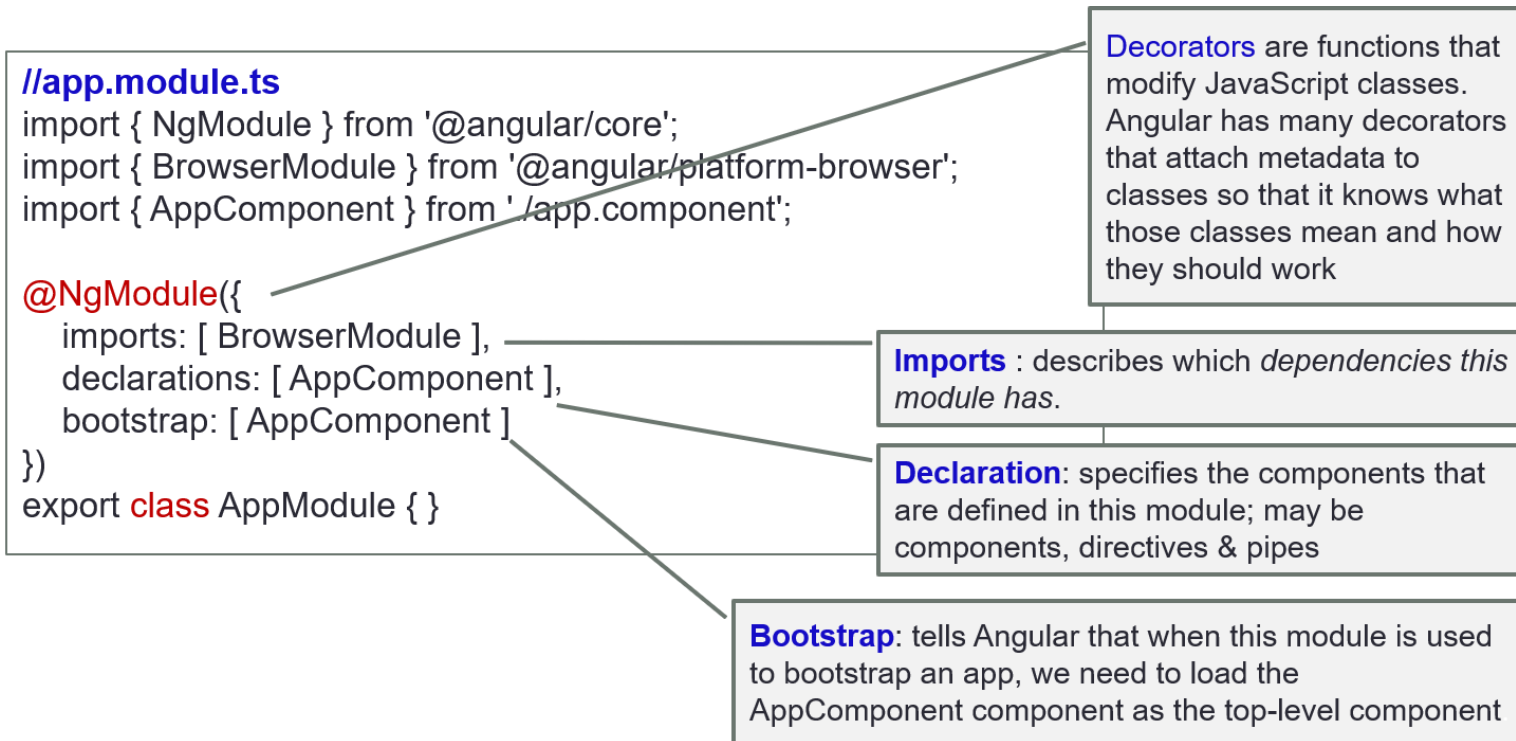 //app.module.ts
import { NgModule } from '@angular/core';
import { BrowserModule } from '@angular/platform-browser';
import { AppComponent } from './app.component';
@NgModule({
imports: [ BrowserModule ],
declarations: [ AppComponent ],
bootstrap: [ AppComponent ]
})
export class AppModule { }
Decorators are functions that
modify JavaScript classes.
Angular has many decorators
that attach metadata to
classes so that it knows what
those classes mean and how
they should work
Imports : describes which dependencies this
module has.
Declaration: specifies the components that
are defined in this module; may be
components, directives & pipes
Bootstrap: tells Angular that when this module is used
to bootstrap an app, we need to load the
AppComponent component as the top-level component